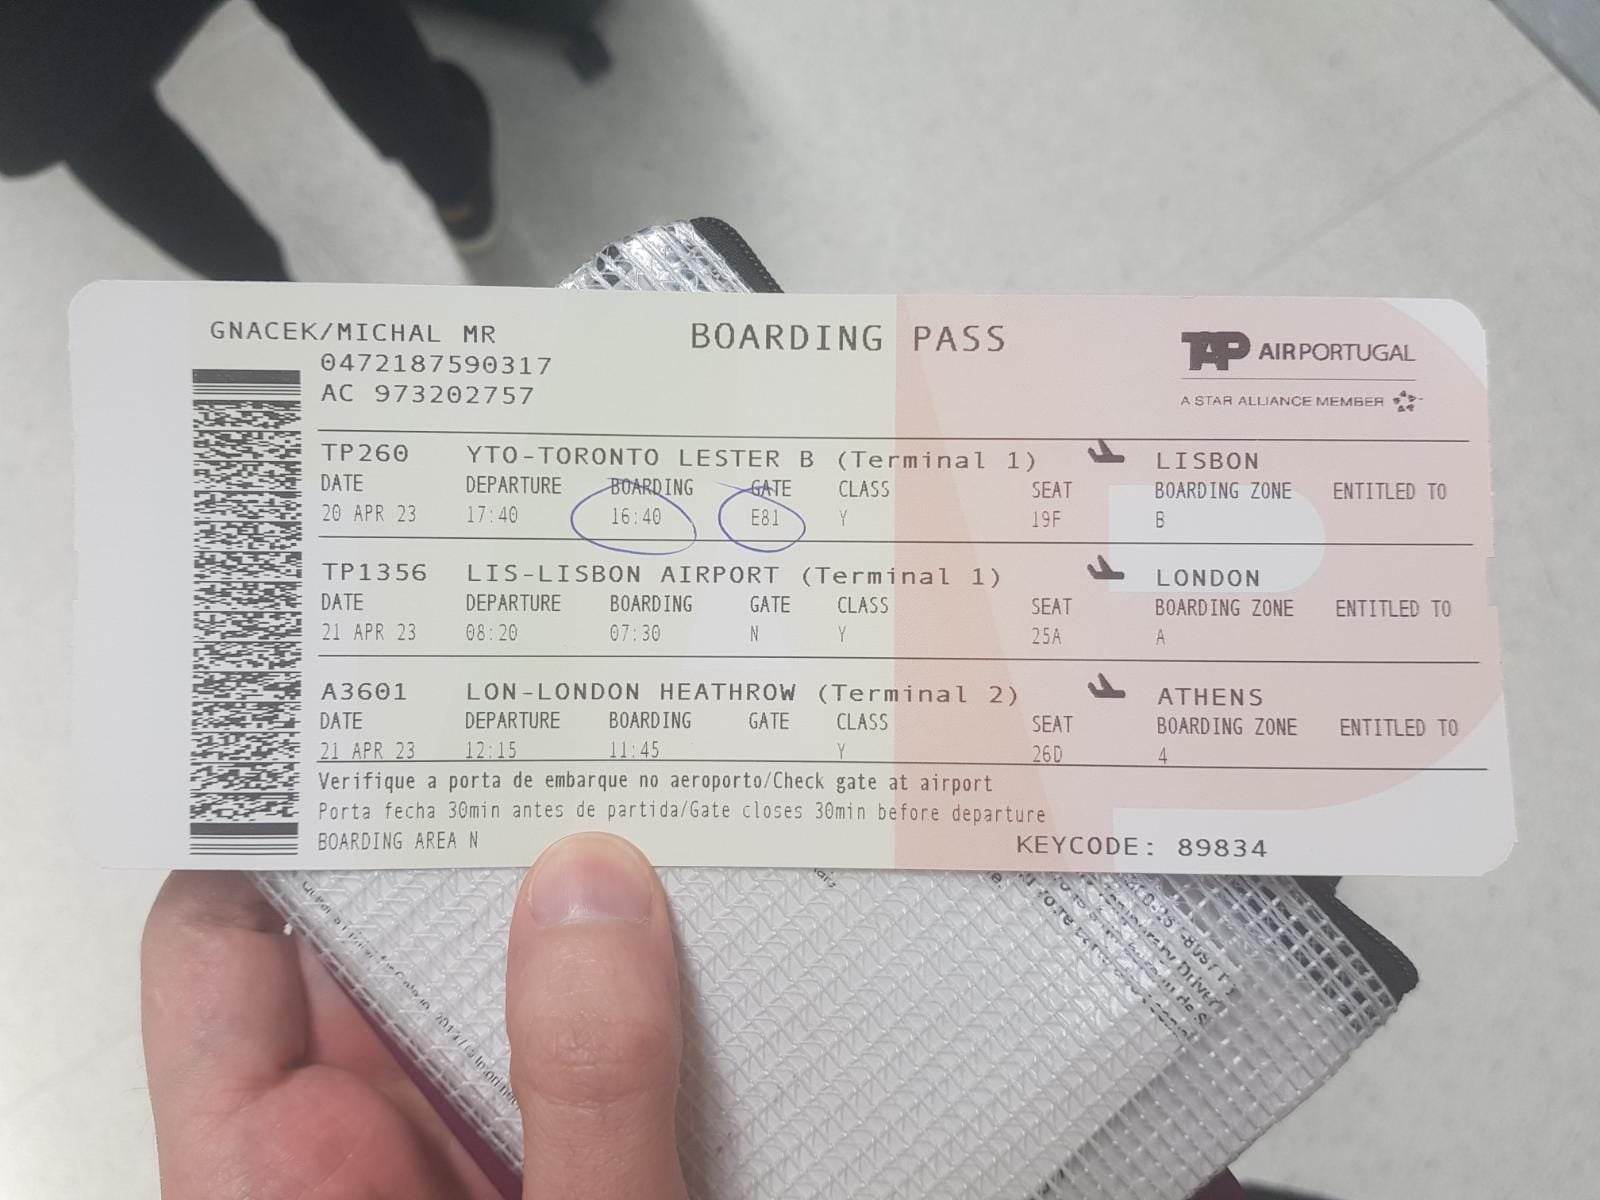 GNACEK/MICHAL MR
BOARDING PASS
TAP AIRPORTUGAL
A STAR ALLIANCE MEMBER
0472187590317
AC 973202757
TP260 YTO-TORONTO LESTER B (Terminal 1) LISBON
DATE DEPARTURE BOARDING GATE CLASS SEAT BOARDING ZONE ENTITLED TO
20 APR 23 17:40 16:40 E81 Y 19F B
TP1356 LIS-LISBON AIRPORT (Terminal 1) LONDON
DATE DEPARTURE BOARDING GATE CLASS SEAT BOARDING ZONE ENTITLED TO
21 APR 23 08:20 07:30 N Y 25A A
A3601 LON-LONDON HEATHROW (Terminal 2) ATHENS
DATE DEPARTURE BOARDING GATE CLASS SEAT BOARDING ZONE ENTITLED TO
21 APR 23 12:15 11:45 Y 26D 4
Verifique a porta de embarque no aeroporto/Check gate at airport
Porta fecha 30min antes de partida/Gate closes 30min before departure
BOARDING AREA N
KEYCODE: 89834